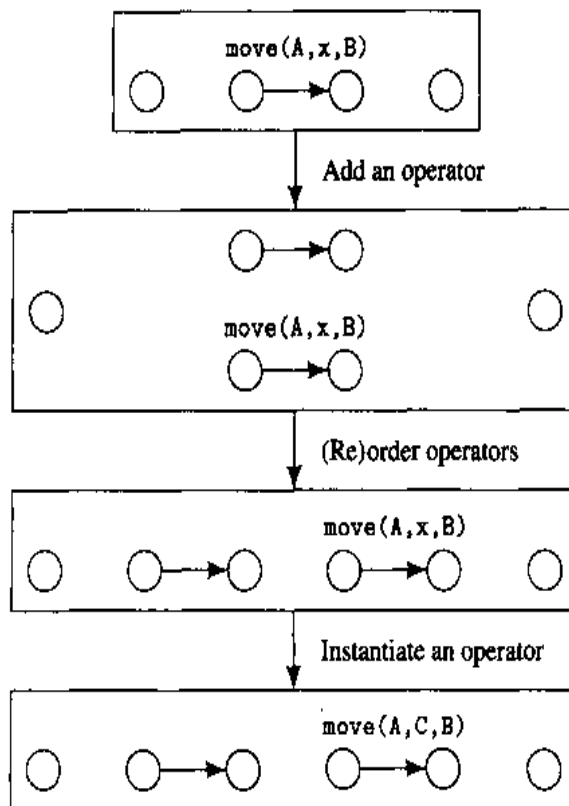 move(A,x,B)
Add an operator
move(A,x,B)
(Re)order operators
move(A,x,B)
Instantiate an operator
move(A,C,B)